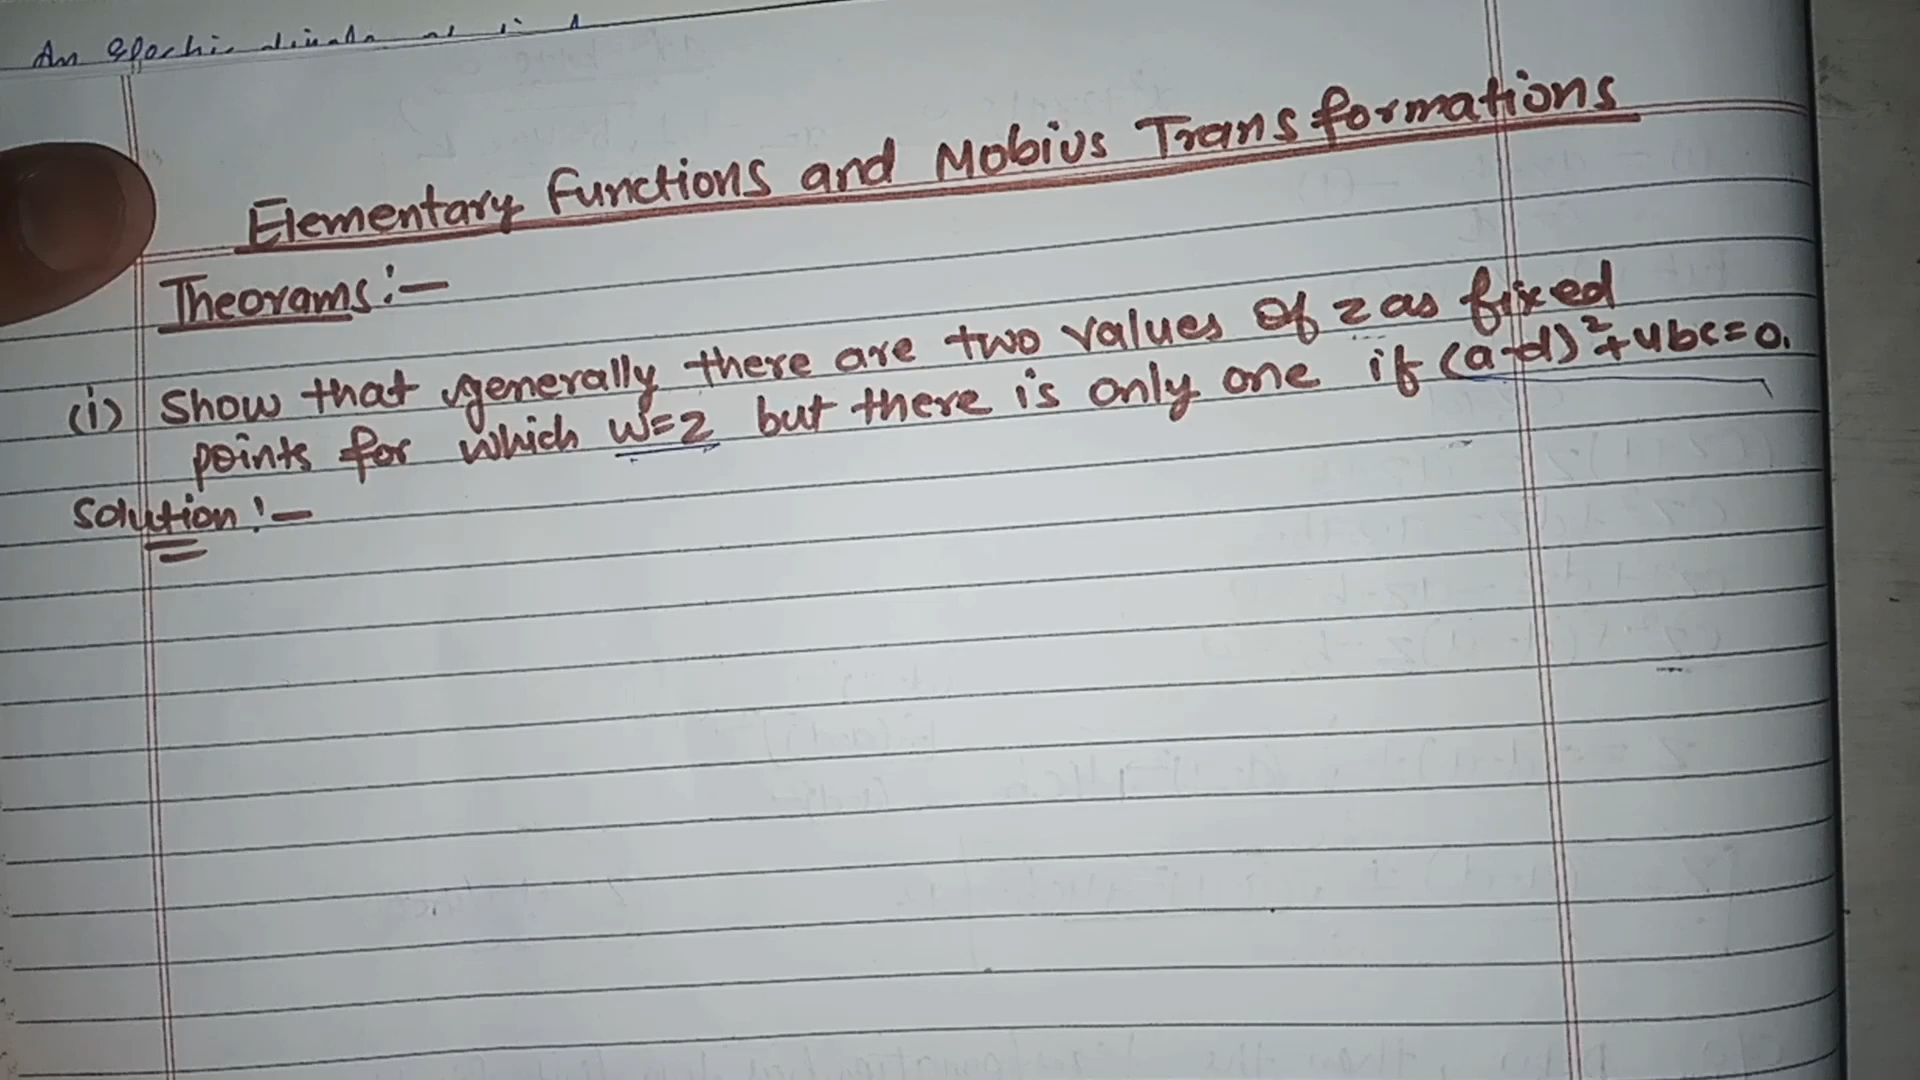 An
Elementary Functions and Mobius Transformations
Theorams:-
(i) Show that generally there are two values of z as fixed
points for which w=z but there is only one if (a-d)²+4bc=0.
Solution:-